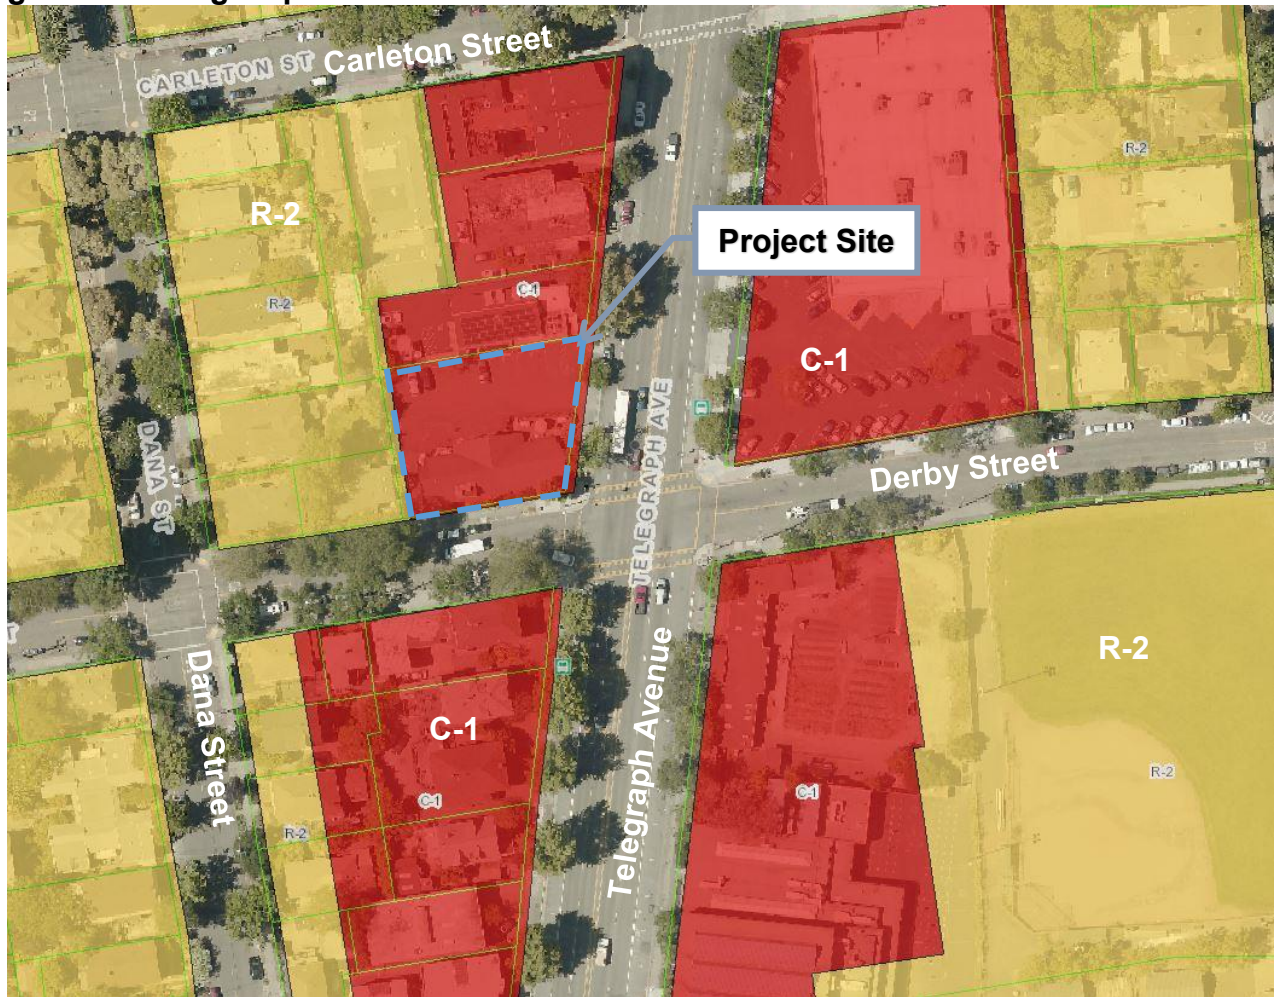 Carleton Street
CARLETON ST
R-2
R-2
R-2
Project Site
C-1
C-1
R-2
TELEGRAPH AVE
Derby Street
DANA ST
Dana Street
C-1
C-1
R-2
Telegraph Avenue
C-1
R-2
R-2